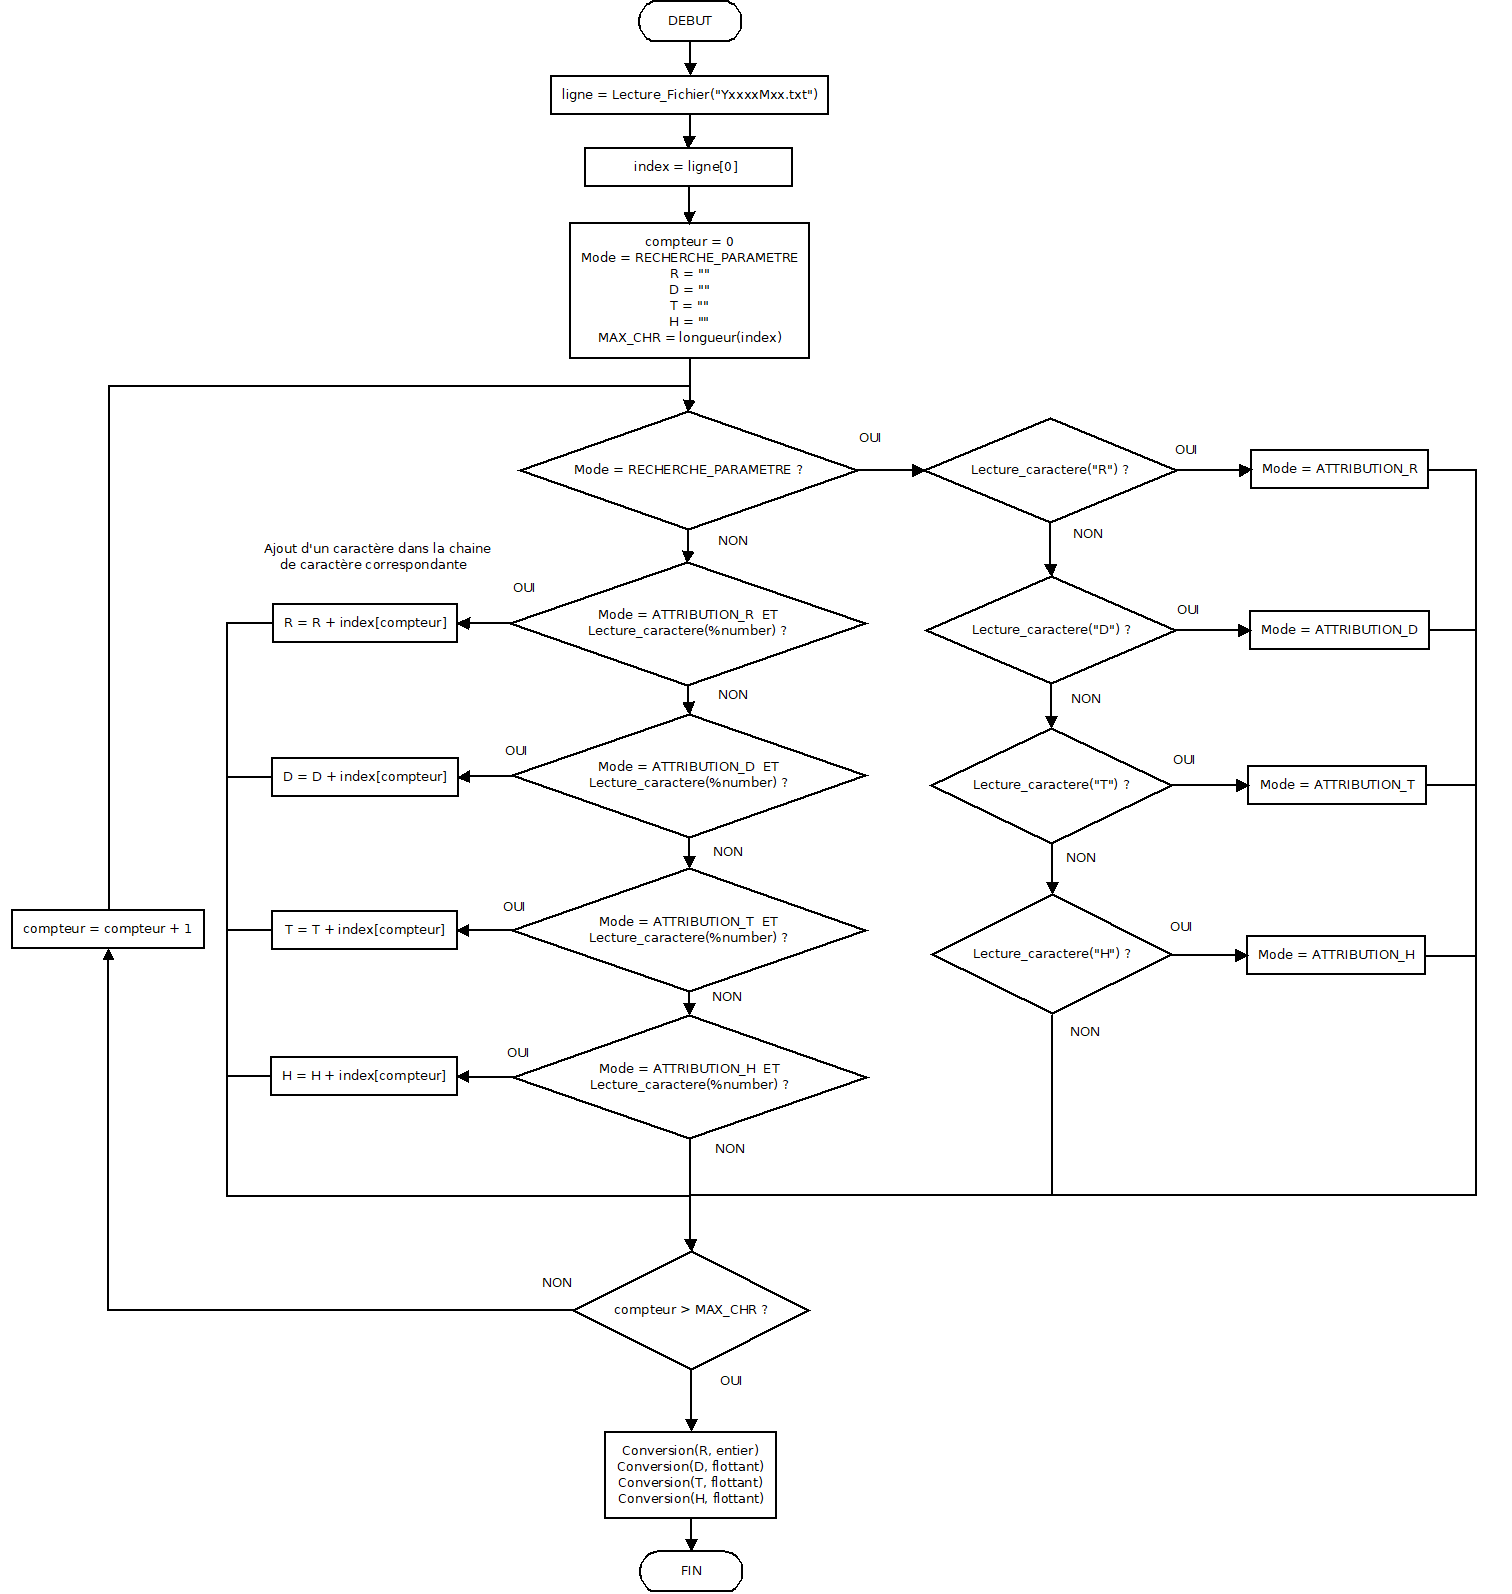 DEBUT
ligne = Lecture_Fichier("YxxxxMxx.txt")
index = ligne[0]
compteur = 0
Mode = RECHERCHE_PARAMETRE
R = ""
D = ""
T = ""
H = ""
MAX_CHR = longueur(index)
Mode = RECHERCHE_PARAMETRE ?
OUI
Lecture_caractere("R") ?
OUI
Mode = ATTRIBUTION_R
NON
NON
Ajout d'un caractère dans la chaine
de caractère correspondante
OUI
R = R + index[compteur]
Mode = ATTRIBUTION_R  ET
Lecture_caractere(%number) ?
Lecture_caractere("D") ?
OUI
Mode = ATTRIBUTION_D
NON
NON
OUI
D = D + index[compteur]
Mode = ATTRIBUTION_D  ET
Lecture_caractere(%number) ?
Lecture_caractere("T") ?
OUI
Mode = ATTRIBUTION_T
NON
NON
OUI
compteur = compteur + 1
T = T + index[compteur]
Mode = ATTRIBUTION_T  ET
Lecture_caractere(%number) ?
Lecture_caractere("H") ?
OUI
Mode = ATTRIBUTION_H
NON
NON
OUI
H = H + index[compteur]
Mode = ATTRIBUTION_H  ET
Lecture_caractere(%number) ?
NON
NON
compteur > MAX_CHR ?
OUI
Conversion(R, entier)
Conversion(D, flottant)
Conversion(T, flottant)
Conversion(H, flottant)
FIN